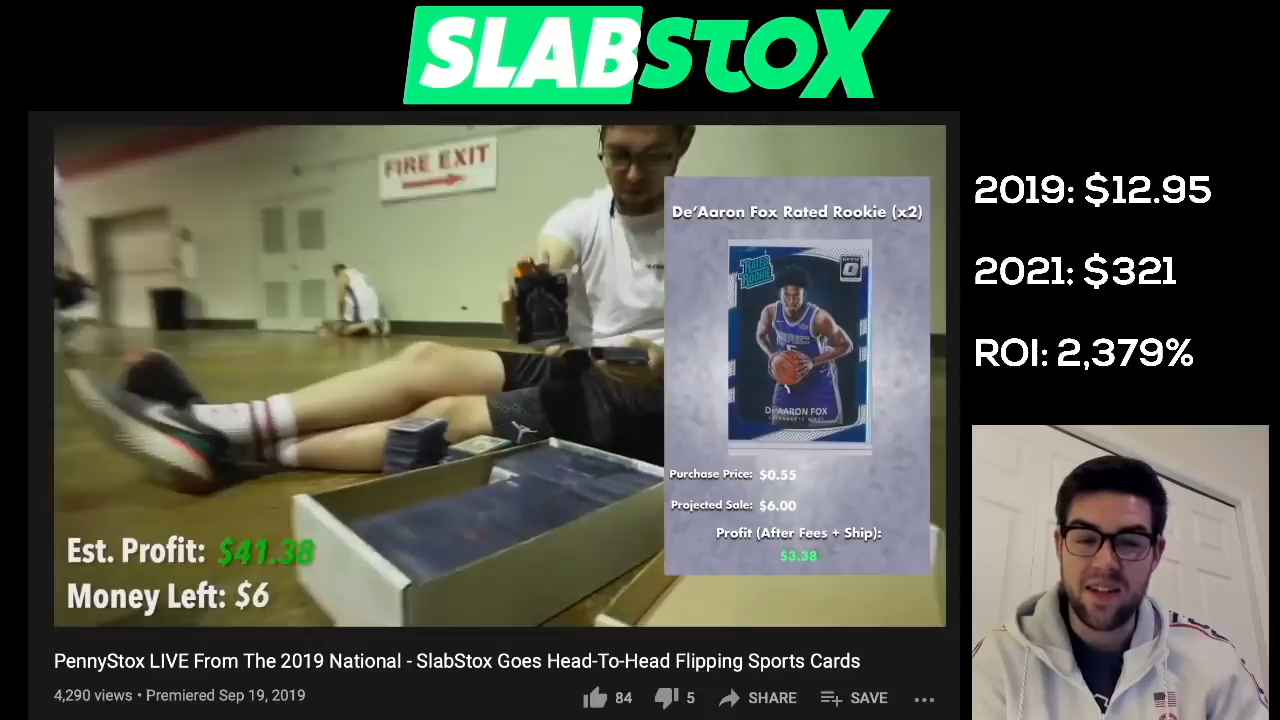 SLABSTOX
FIRE EXIT
De'Aaron Fox Rated Rookie (x2)
RATED
ROOKIE
OPTIC
DE'AARON FOX
SACRAMENTO KINGS
Purchase Price: $0.55
Projected Sale: $6.00
Profit (After Fees + Ship):
$3.38
Est. Profit: $41.38
Money Left: $6
PennyStox LIVE From The 2019 National - SlabStox Goes Head-To-Head Flipping Sports Cards
4,290 views • Premiered Sep 19, 2019
84
5
SHARE
SAVE
2019: $12.95
2021: $321
ROI: 2,379%